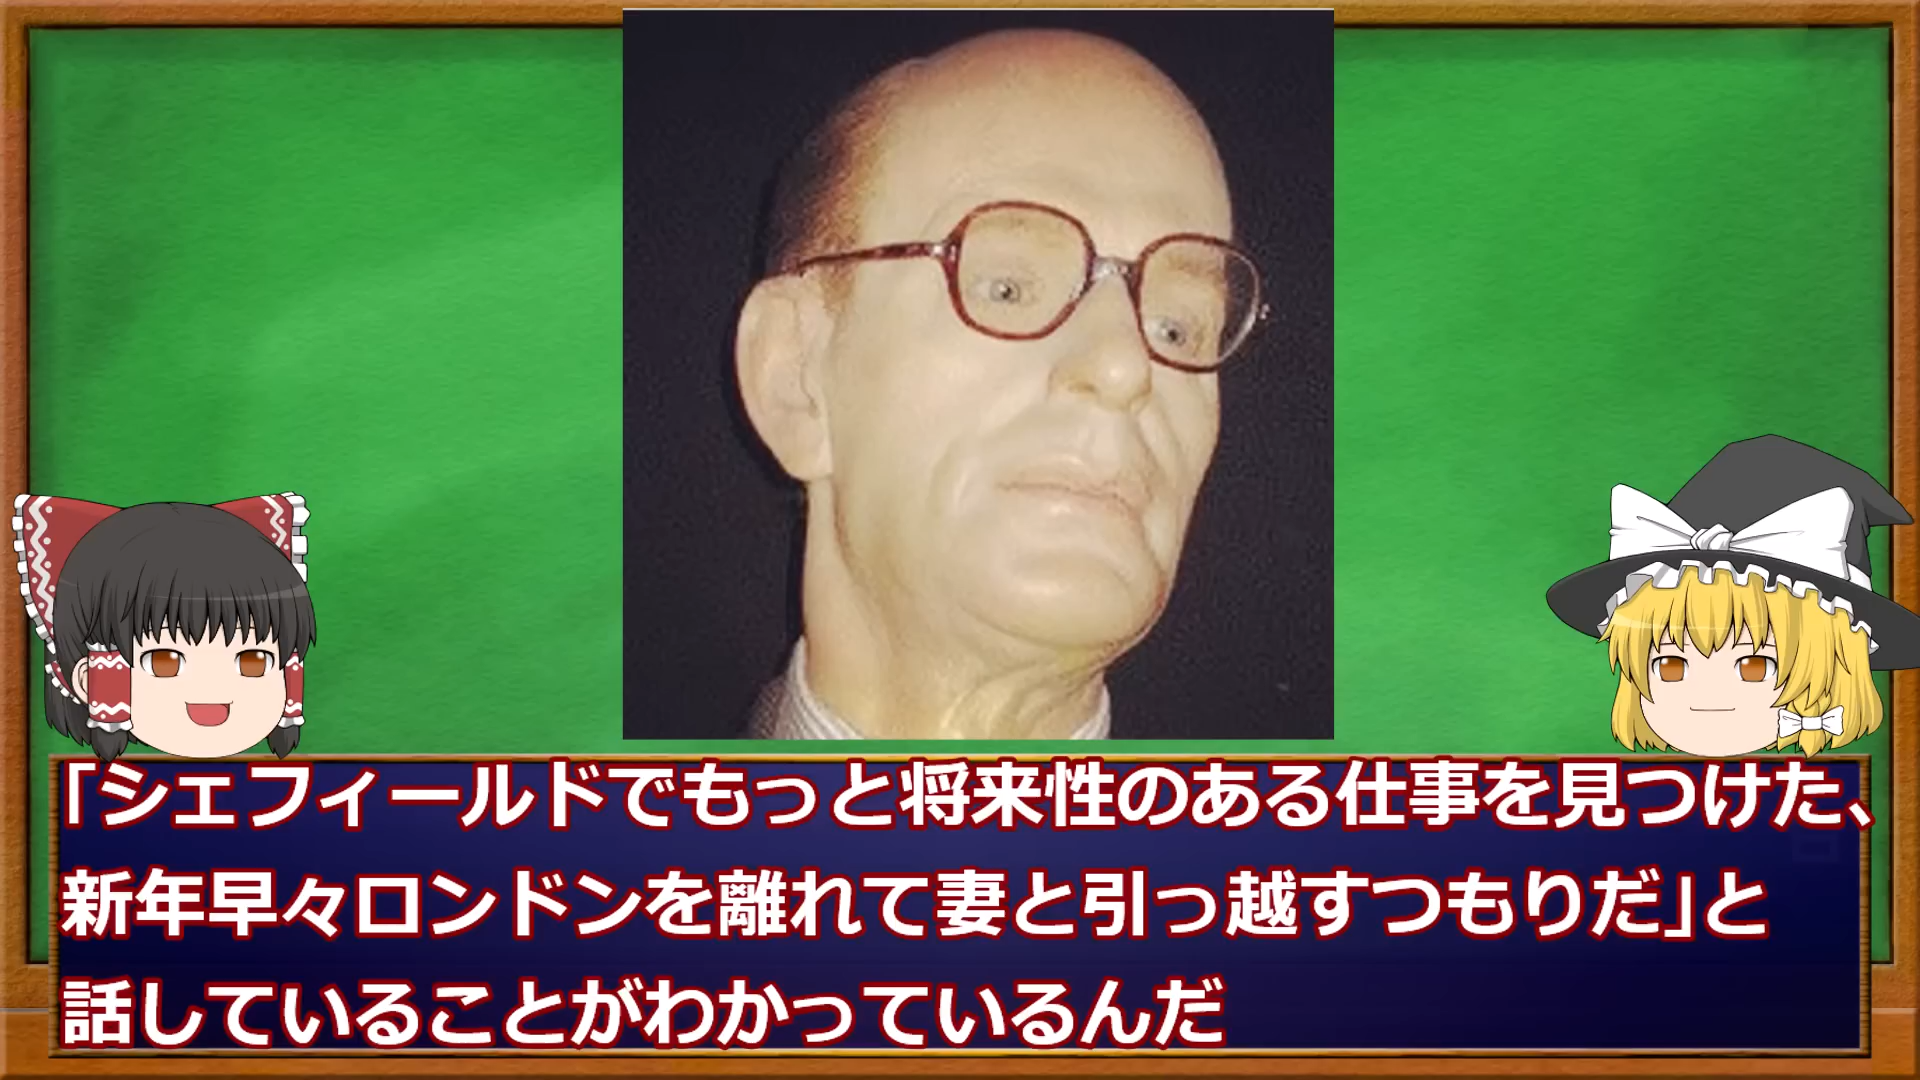 「シェフィールドでもっと将来性のある仕事を見つけた、
新年早々ロンドンを離れて妻と引っ越すつもりだ」と
話していることがわかっているんだ